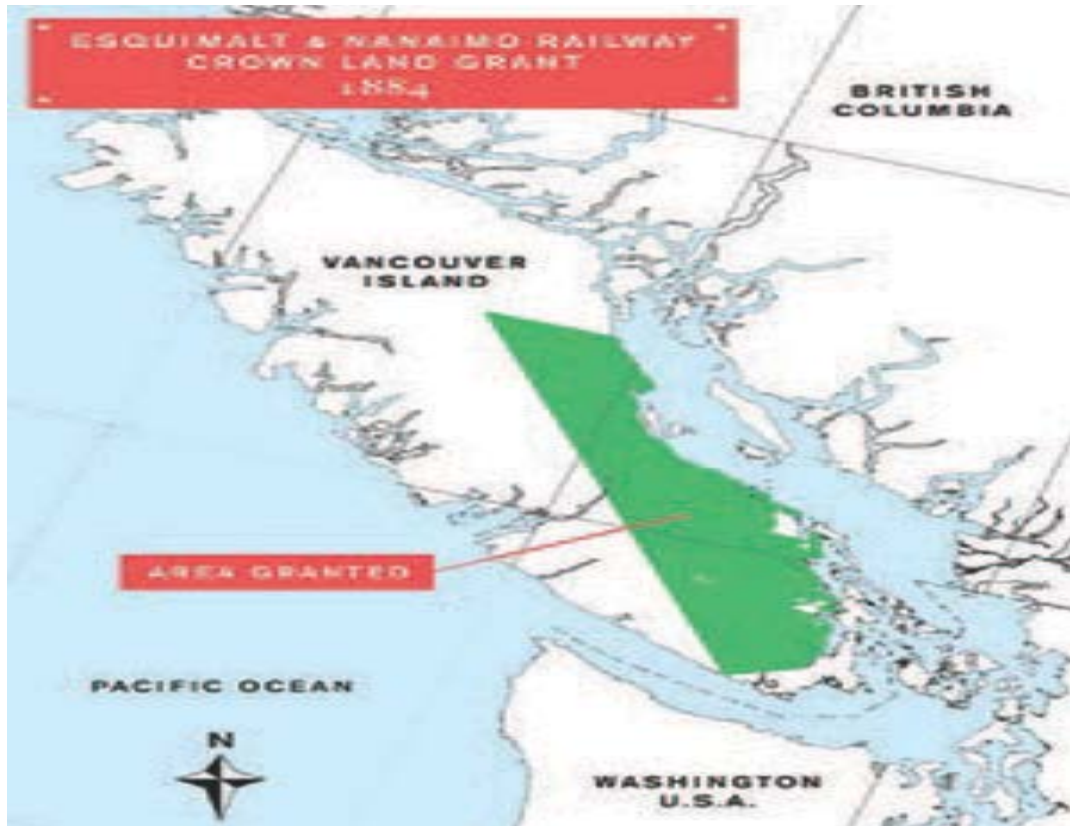 ESQUIMALT & NANAIMO RAILWAY
CROWN LAND GRANT
1884
BRITISH
COLUMBIA
VANCOUVER
ISLAND
AREA GRANTED
PACIFIC OCEAN
N
WASHINGTON
U.S.A.